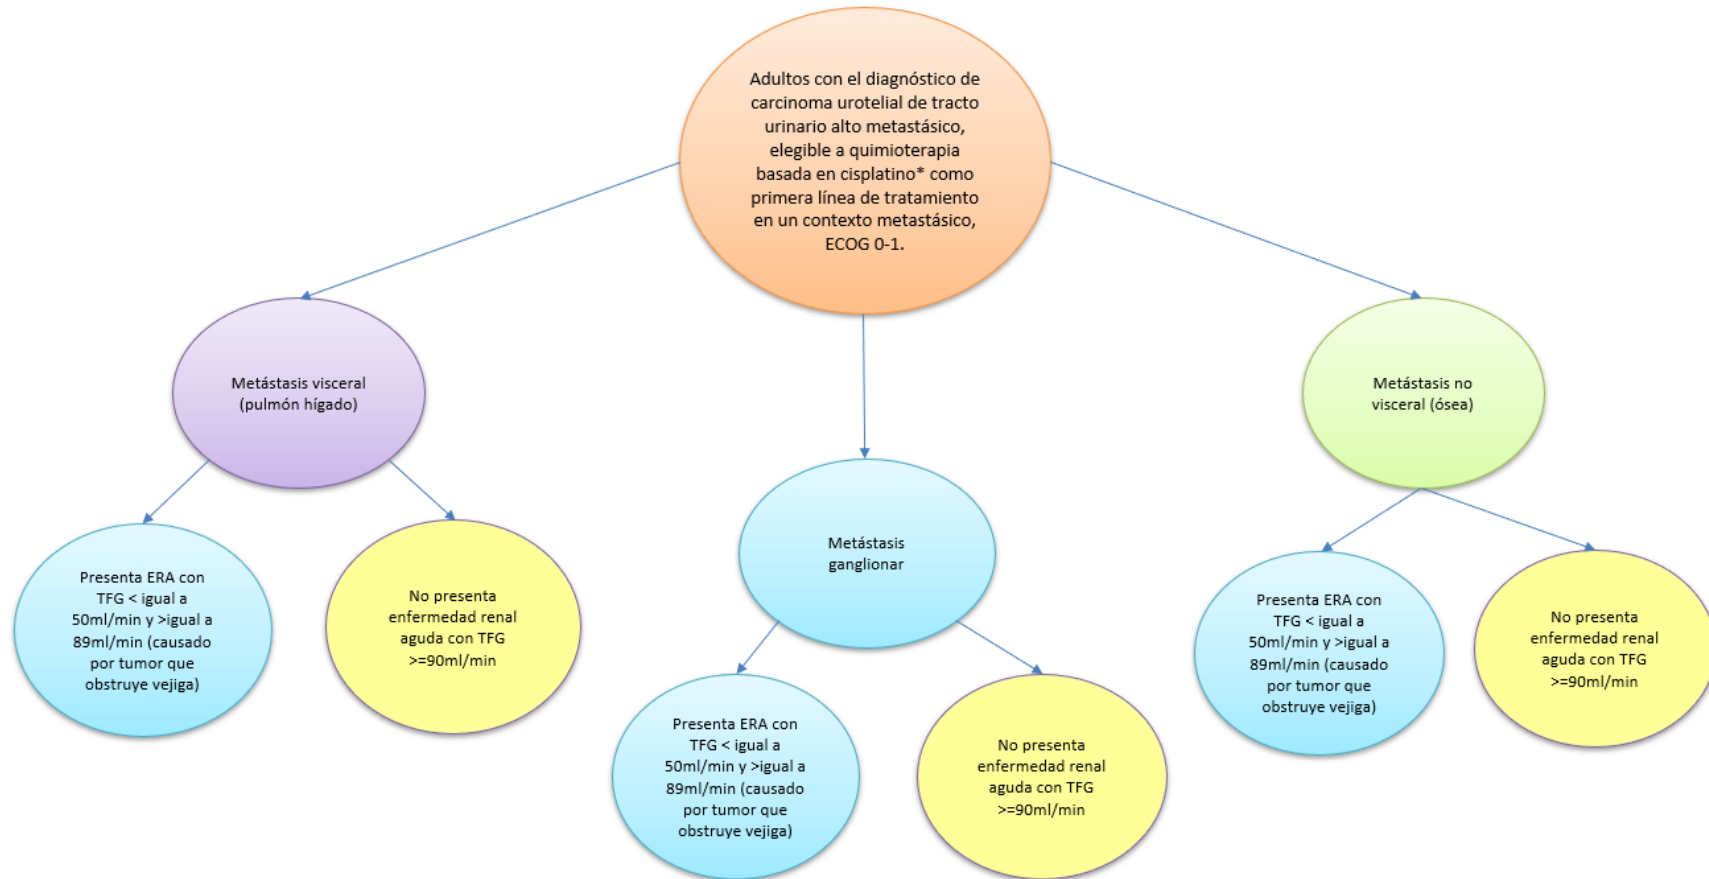 Adultos con el diagnóstico de
carcinoma urotelial de tracto
urinario alto metastásico,
elegible a quimioterapia
basada en cisplatino* como
primera línea de tratamiento
en un contexto metastásico,
ECOG 0-1.
Metástasis visceral
(pulmón hígado)
Metástasis no
visceral (ósea)
Metástasis
ganglionar
Presenta ERA con
TFG < igual a
50ml/min y >igual a
89ml/min (causado
por tumor que
obstruye vejiga)
No presenta
enfermedad renal
aguda con TFG
>=90ml/min
Presenta ERA con
TFG < igual a
50ml/min y >igual a
89ml/min (causado
por tumor que
obstruye vejiga)
No presenta
enfermedad renal
aguda con TFG
>=90ml/min
Presenta ERA con
TFG < igual a
50ml/min y >igual a
89ml/min (causado
por tumor que
obstruye vejiga)
No presenta
enfermedad renal
aguda con TFG
>=90ml/min